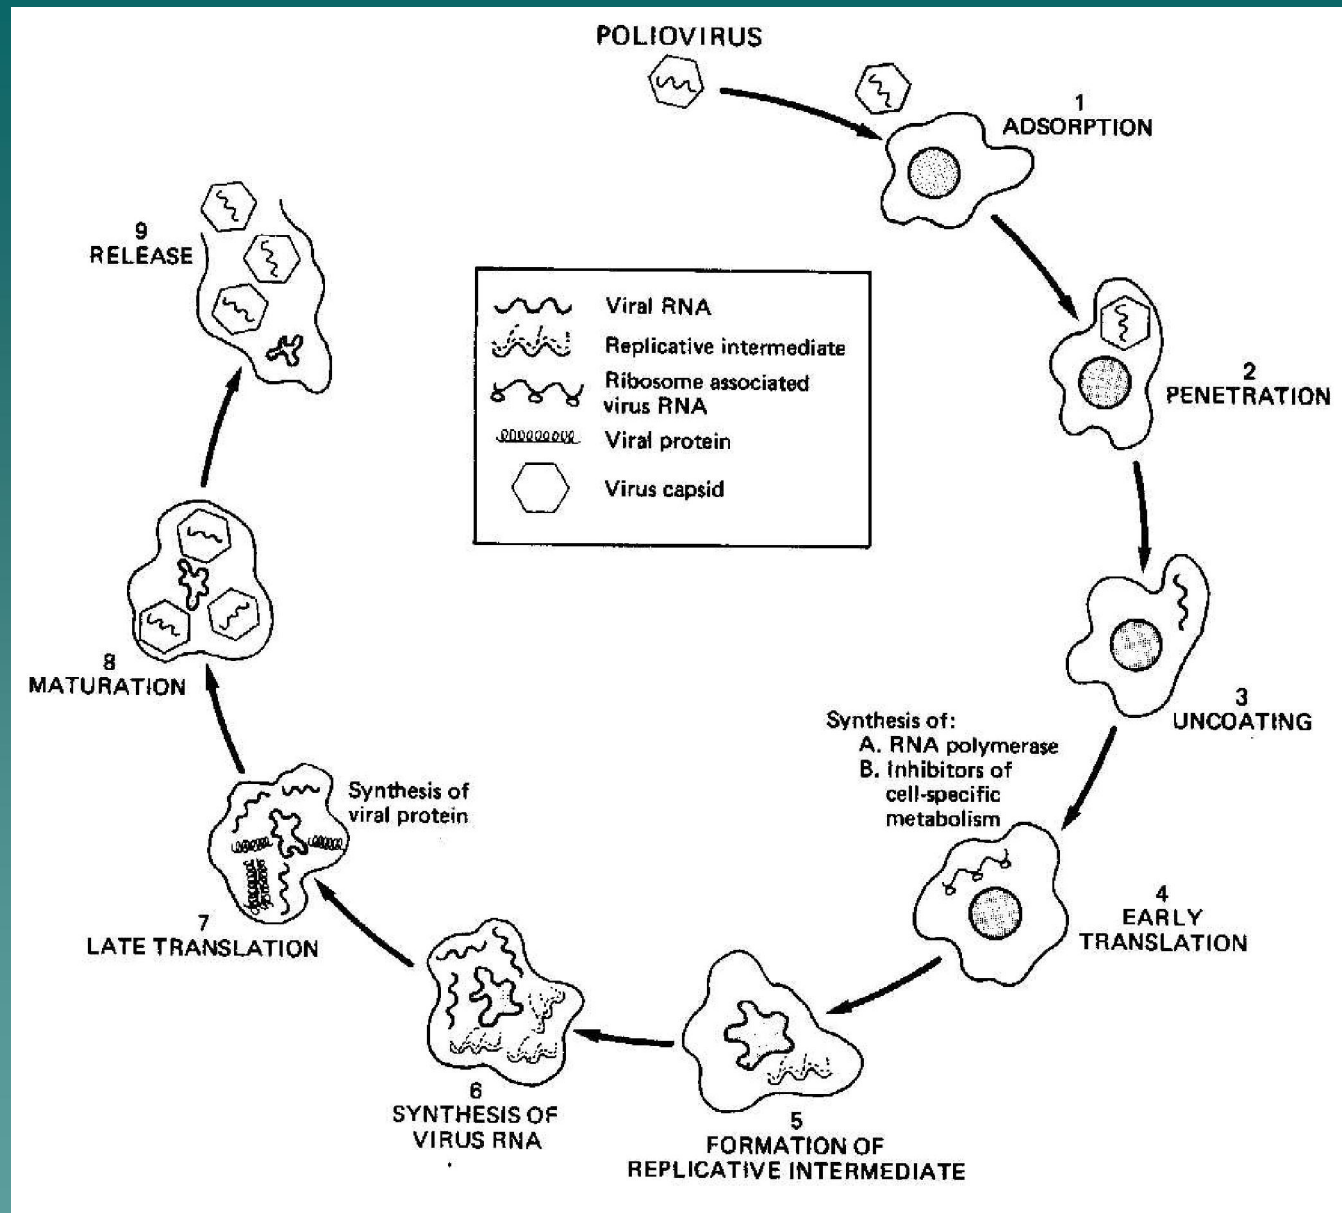 POLIOVIRUS
1
ADSORPTION
2
PENETRATION
3
UNCOATING
Synthesis of:
A. RNA polymerase
B. Inhibitors of
cell-specific
metabolism
4
EARLY
TRANSLATION
5
FORMATION OF
REPLICATIVE INTERMEDIATE
6
SYNTHESIS OF
VIRUS RNA
Synthesis of
viral protein
7
LATE TRANSLATION
8
MATURATION
9
RELEASE
Viral RNA
Replicative intermediate
Ribosome associated
virus RNA
Viral protein
Virus capsid